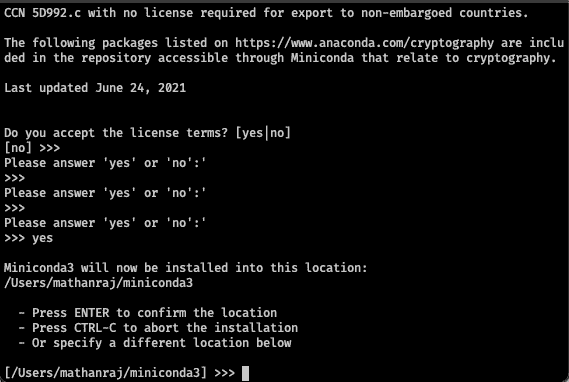 CCN 5D992.c with no license required for export to non-embargoed countries.
The following packages listed on https://www.anaconda.com/cryptography are inclu
ded in the repository accessible through Miniconda that relate to cryptography.
Last updated June 24, 2021
Do you accept the license terms? [yes|no]
[no] >>>
Please answer 'yes' or 'no':'
>>>
Please answer 'yes' or 'no':'
>>>
Please answer 'yes' or 'no':'
>>> yes
Miniconda3 will now be installed into this location:
/Users/mathanraj/miniconda3
- Press ENTER to confirm the location
- Press CTRL-C to abort the installation
- Or specify a different location below
[/Users/mathanraj/miniconda3] >>>